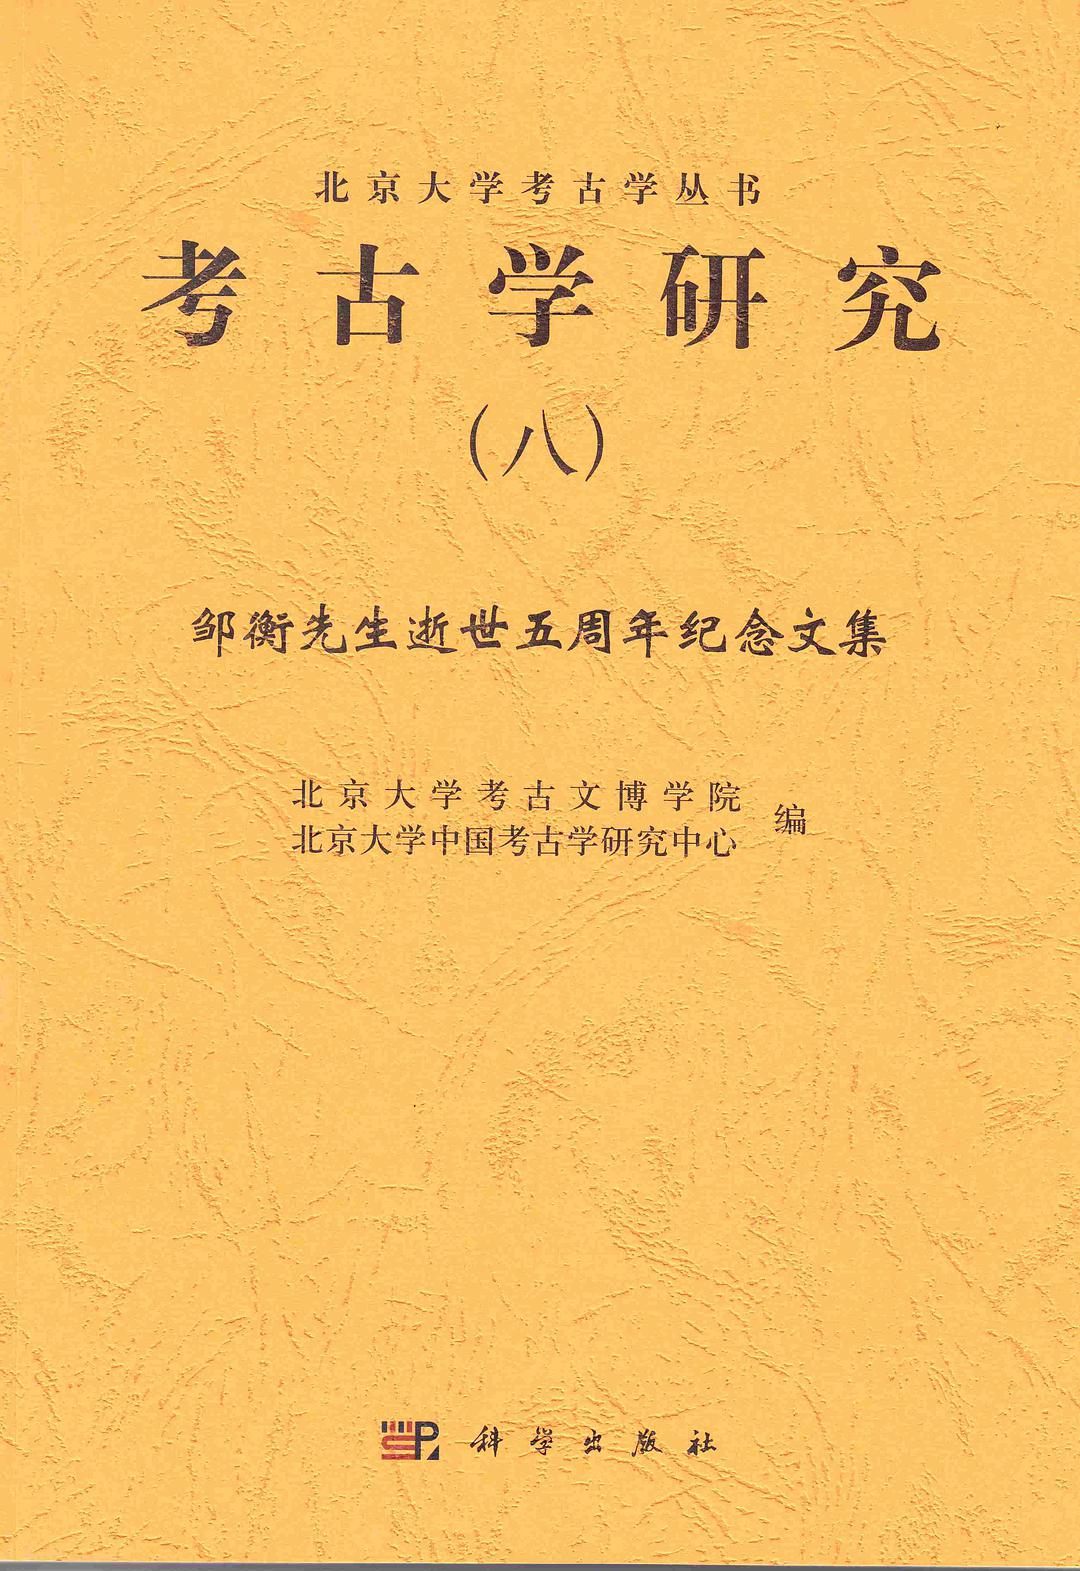 北京大学考古学丛书
考古学研究
（八）
邹衡先生逝世五周年纪念文集
北京大学考古文博学院
北京大学中国考古学研究中心
编
科学出版社